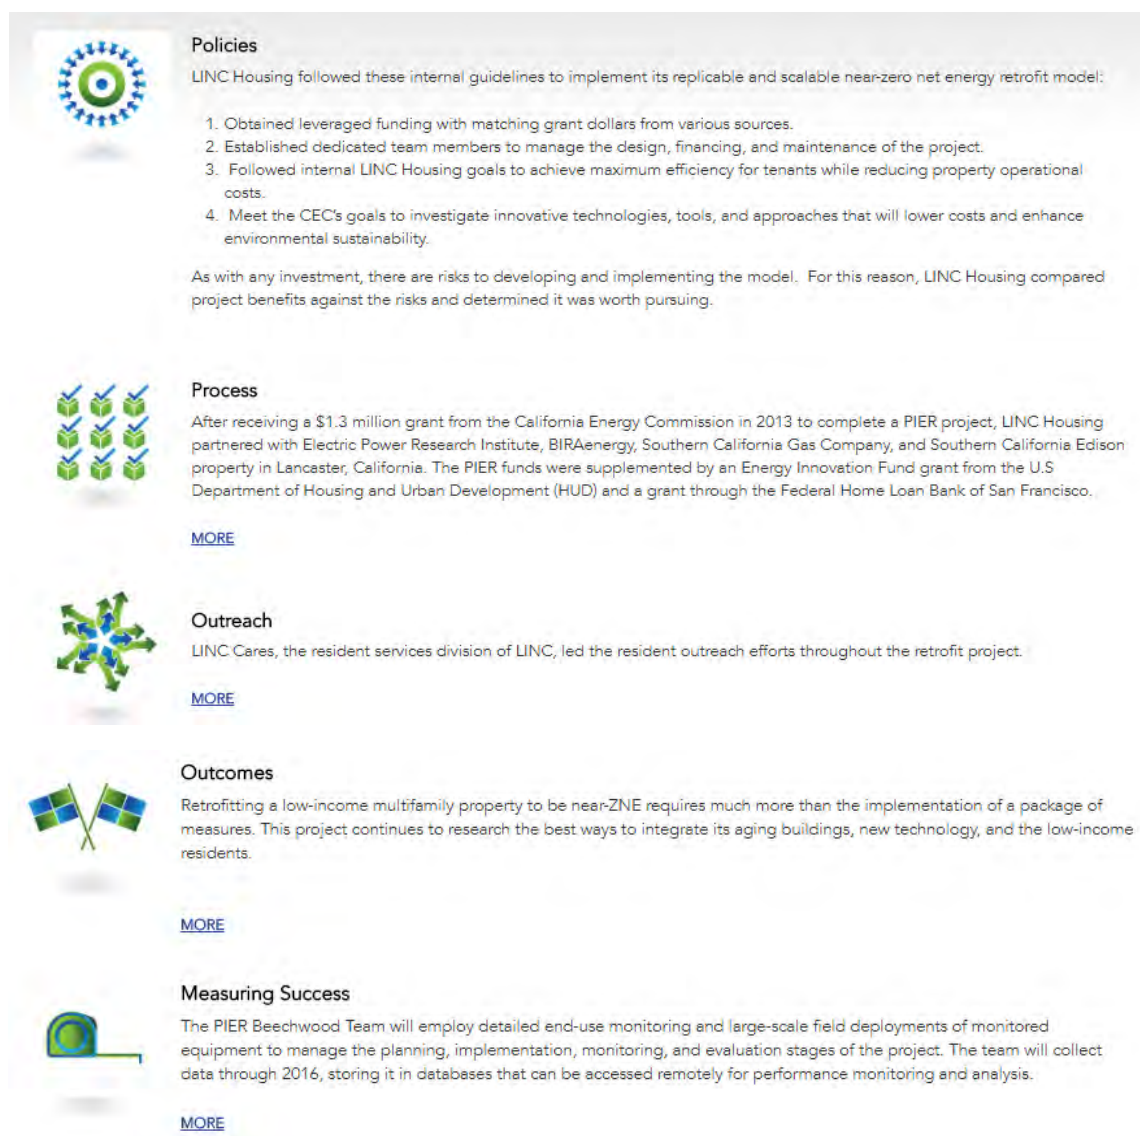 Policies
LINC Housing followed these internal guidelines to implement its replicable and scalable near-zero net energy retrofit model:
1. Obtained leveraged funding with matching grant dollars from various sources.
2. Established dedicated team members to manage the design, financing, and maintenance of the project.
3. Followed internal LINC Housing goals to achieve maximum efficiency for tenants while reducing property operational
costs.
4. Meet the CEC's goals to investigate innovative technologies, tools, and approaches that will lower costs and enhance
environmental sustainability.
As with any investment, there are risks to developing and implementing the model. For this reason, LINC Housing compared
project benefits against the risks and determined it was worth pursuing.
Process
After receiving a $1.3 million grant from the California Energy Commission in 2013 to complete a PIER project, LINC Housing
partnered with Electric Power Research Institute, BIRAenergy, Southern California Gas Company, and Southern California Edison
property in Lancaster, California. The PIER funds were supplemented by an Energy Innovation Fund grant from the U.S
Department of Housing and Urban Development (HUD) and a grant through the Federal Home Loan Bank of San Francisco.
MORE
Outreach
LINC Cares, the resident services division of LINC, led the resident outreach efforts throughout the retrofit project.
MORE
Outcomes
Retrofitting a low-income multifamily property to be near-ZNE requires much more than the implementation of a package of
measures. This project continues to research the best ways to integrate its aging buildings, new technology, and the low-income
residents.
MORE
Measuring Success
The PIER Beechwood Team will employ detailed end-use monitoring and large-scale field deployments of monitored
equipment to manage the planning, implementation, monitoring, and evaluation stages of the project. The team will collect
data through 2016, storing it in databases that can be accessed remotely for performance monitoring and analysis.
MORE